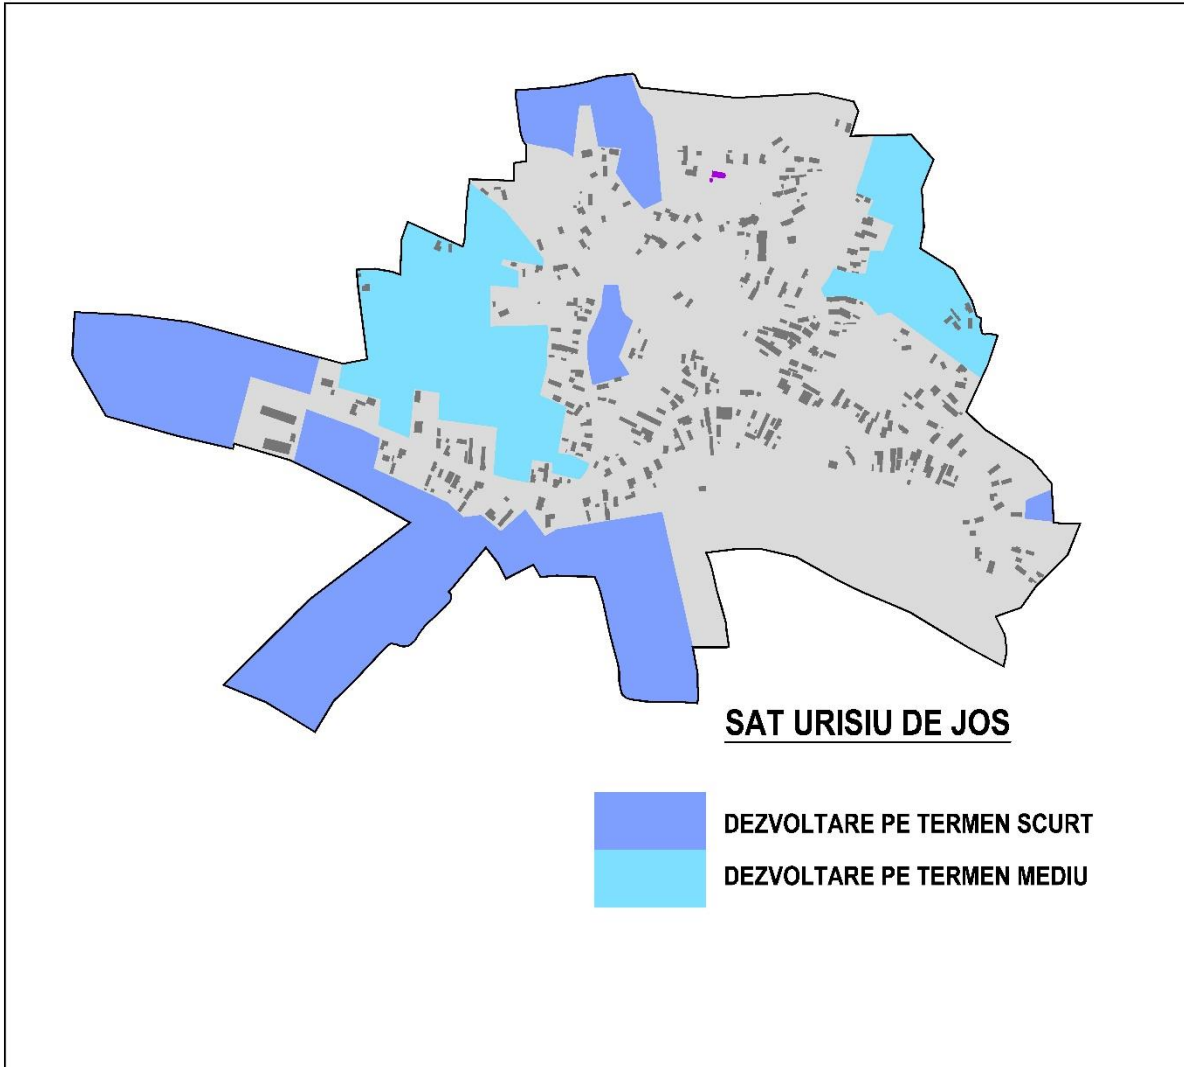 SAT URISIU DE JOS
DEZVOLTARE PE TERMEN SCURT
DEZVOLTARE PE TERMEN MEDIU